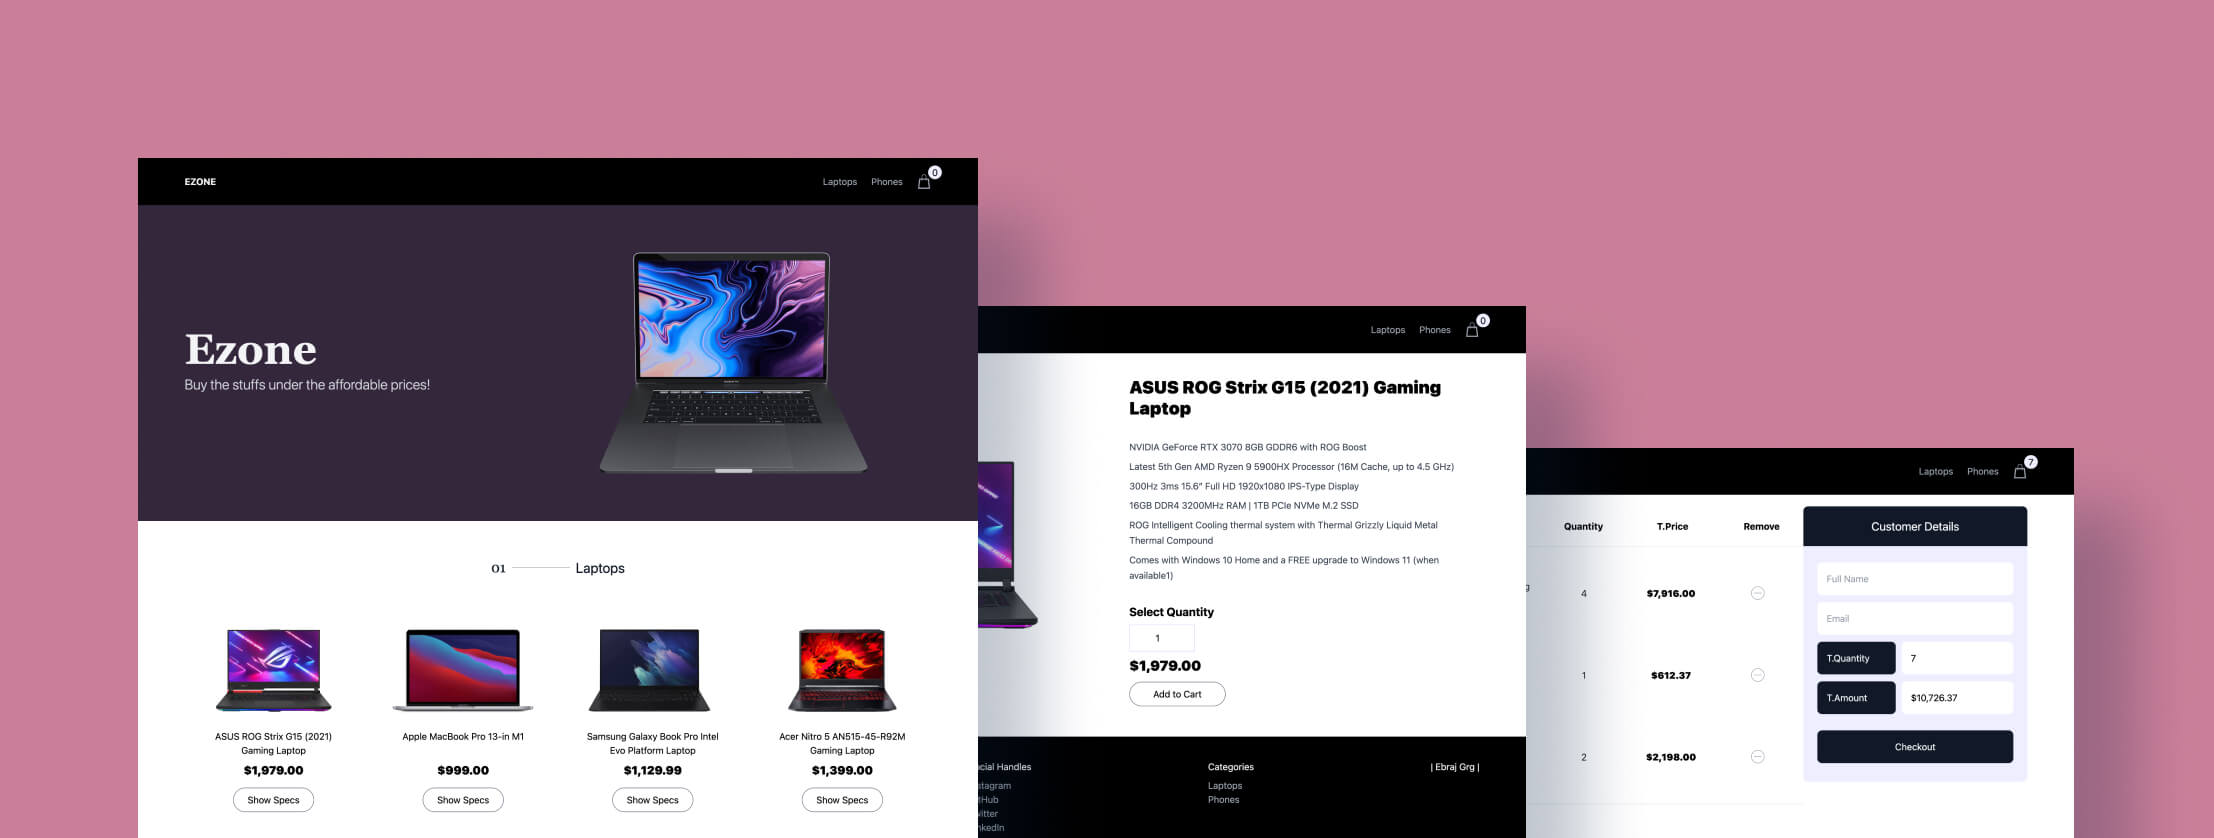 EZONE
Laptops Phones 0
Ezone
Buy the stuffs under the affordable prices!
01 Laptops
ASUS ROG Strix G15 (2021)
Gaming Laptop
$1,979.00
Show Specs
Apple MacBook Pro 13-in M1
$999.00
Show Specs
Samsung Galaxy Book Pro Intel
Evo Platform Laptop
$1,129.99
Show Specs
Acer Nitro 5 AN515-45-R92M
Gaming Laptop
$1,399.00
Show Specs
Laptops Phones 0
ASUS ROG Strix G15 (2021) Gaming
Laptop
NVIDIA GeForce RTX 3070 8GB GDDR6 with ROG Boost
Latest 5th Gen AMD Ryzen 9 5900HX Processor (16M Cache, up to 4.5 GHz)
300Hz 3ms 15.6” Full HD 1920x1080 IPS-Type Display
16GB DDR4 3200MHz RAM | 1TB PCIe NVMe M.2 SSD
ROG Intelligent Cooling thermal system with Thermal Grizzly Liquid Metal
Thermal Compound
Comes with Windows 10 Home and a FREE upgrade to Windows 11 (when
available1)
Select Quantity
1
$1,979.00
Add to Cart
cial Handles
stagram
tHub
witter
nkedIn
Categories
Laptops
Phones
| Ebraj Grg |
Laptops Phones 7
Quantity T.Price Remove
g 4 $7,916.00
1 $612.37
2 $2,198.00
Customer Details
Full Name
Email
T.Quantity 7
T.Amount $10,726.37
Checkout